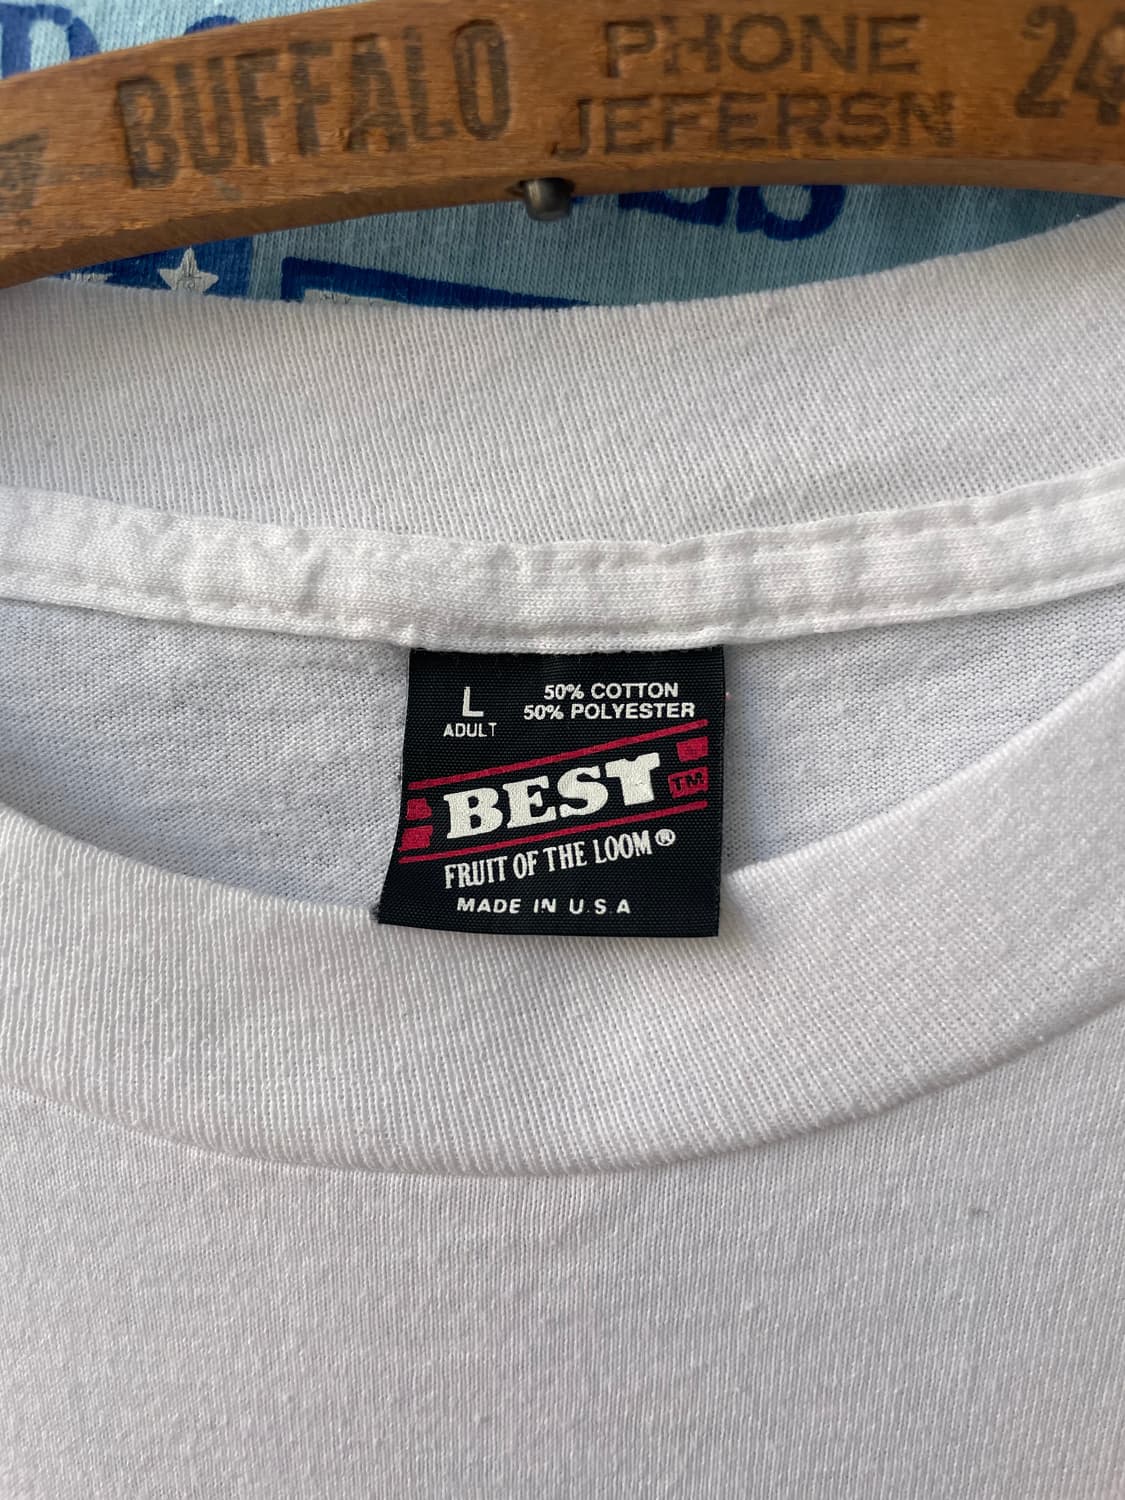 BUFFALO
PHONE
JEFERSN
24
L
ADULT
50% COTTON
50% POLYESTER
BEST
TM
FRUIT OF THE LOOM®
MADE IN U.S.A